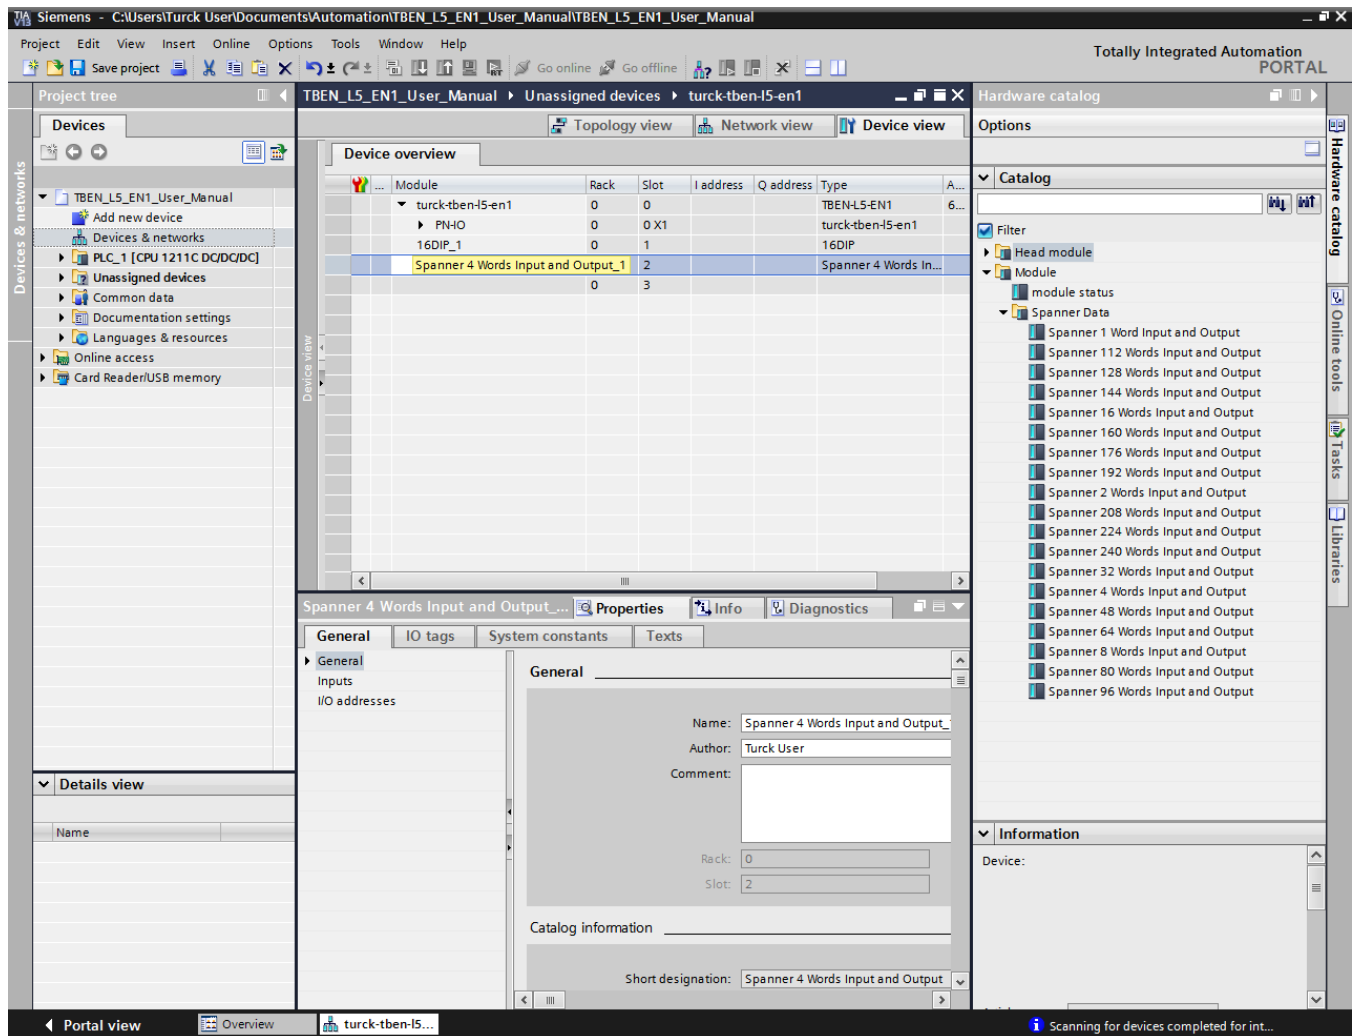 Siemens - C:\Users\Turck User\Documents\Automation\TBEN_L5_EN1_User_Manual\TBEN_L5_EN1_User_Manual
Project Edit View Insert Online Options Tools Window Help
Totally Integrated Automation
PORTAL
Save project Go online Go offline
Project tree
Devices
Devices & networks
TBEN_L5_EN1_User_Manual
Add new device
Devices & networks
PLC_1 [CPU 1211C DC/DC/DC]
Unassigned devices
Common data
Documentation settings
Languages & resources
Online access
Card Reader/USB memory
Details view
Name
TBEN_L5_EN1_User_Manual Unassigned devices turck-tben-l5-en1
Topology view Network view Device view
Device overview
Device view
... Module Rack Slot I address Q address Type A...
turck-tben-l5-en1 0 0 TBEN-L5-EN1 6...
PN-IO 0 0 X1 turck-tben-l5-en1
16DIP_1 0 1 16DIP
Spanner 4 Words Input and Output_1 2 Spanner 4 Words In...
0 3
Spanner 4 Words Input and Output_... Properties Info Diagnostics
General IO tags System constants Texts
General
Inputs
I/O addresses
General
Name: Spanner 4 Words Input and Output_1
Author: Turck User
Comment:
Rack: 0
Slot: 2
Catalog information
Short designation: Spanner 4 Words Input and Output
Hardware catalog
Options
Catalog
Filter
Head module
Module
module status
Spanner Data
Spanner 1 Word Input and Output
Spanner 112 Words Input and Output
Spanner 128 Words Input and Output
Spanner 144 Words Input and Output
Spanner 16 Words Input and Output
Spanner 160 Words Input and Output
Spanner 176 Words Input and Output
Spanner 192 Words Input and Output
Spanner 2 Words Input and Output
Spanner 208 Words Input and Output
Spanner 224 Words Input and Output
Spanner 240 Words Input and Output
Spanner 32 Words Input and Output
Spanner 4 Words Input and Output
Spanner 48 Words Input and Output
Spanner 64 Words Input and Output
Spanner 8 Words Input and Output
Spanner 80 Words Input and Output
Spanner 96 Words Input and Output
Information
Device:
Hardware catalog
Online tools
Tasks
Libraries
Portal view Overview turck-tben-l5... Scanning for devices completed for int...